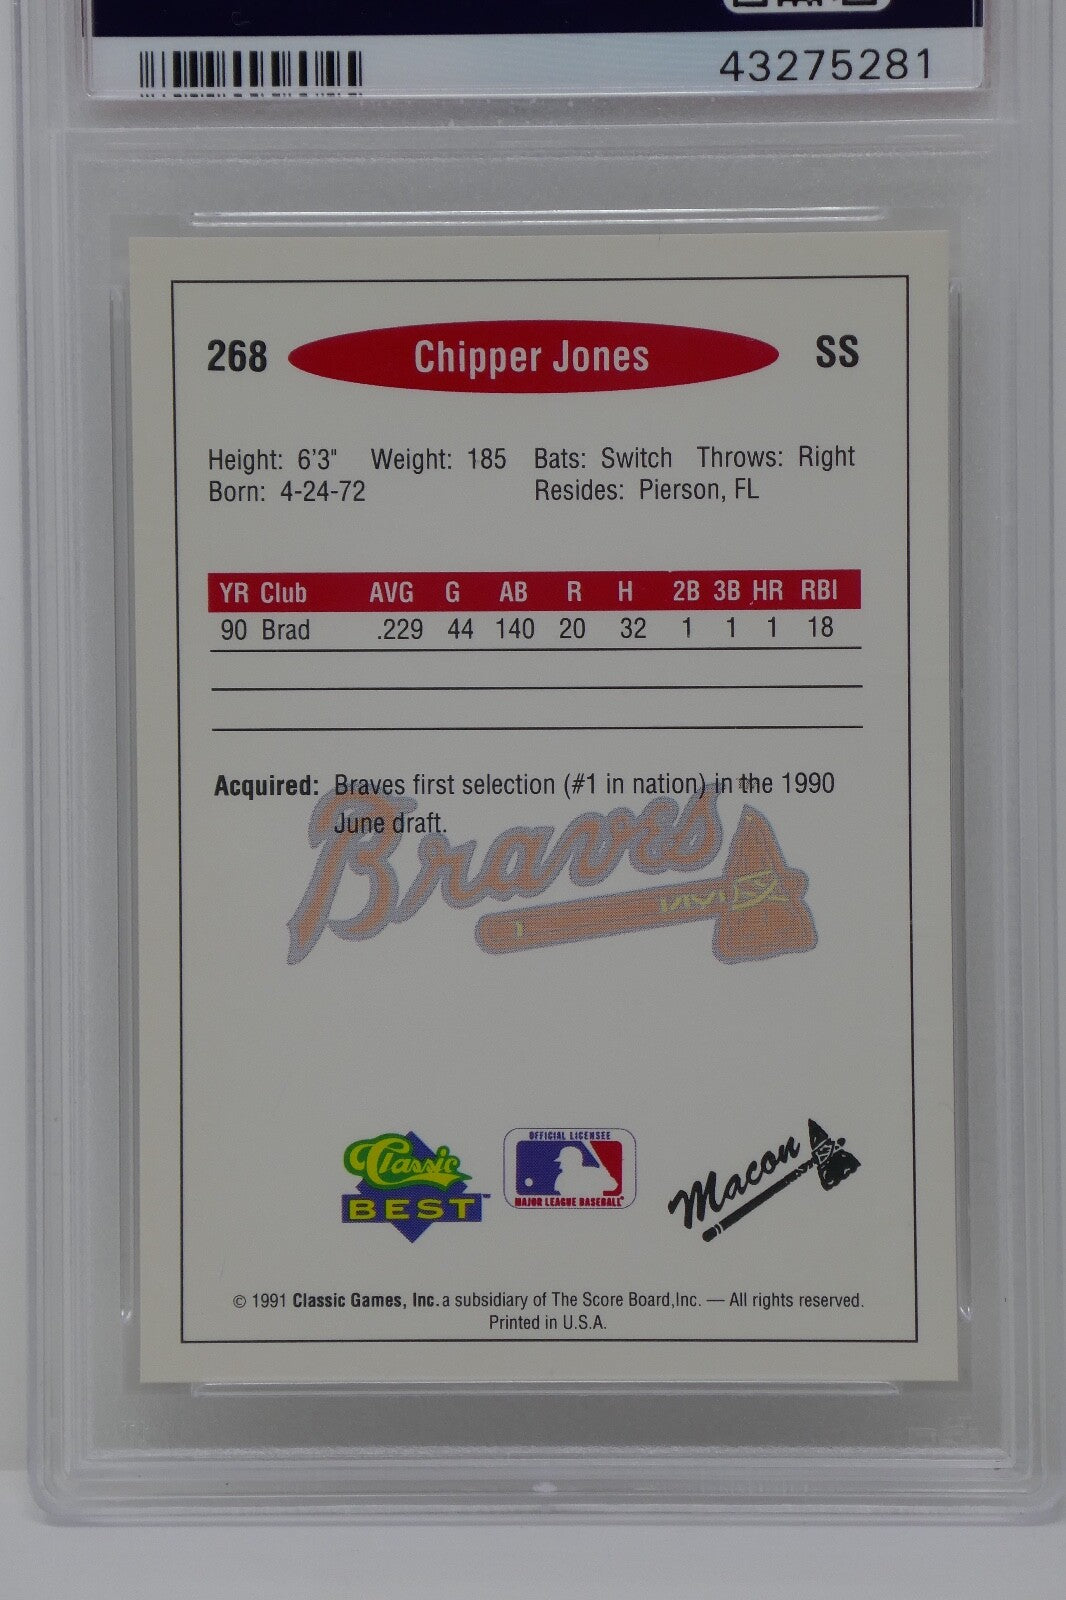 43275281
268 Chipper Jones SS
Height: 6'3" Weight: 185 Bats: Switch Throws: Right
Born: 4-24-72 Resides: Pierson, FL
YR Club AVG G AB R H 2B 3B HR RBI
90 Brad .229 44 140 20 32 1 1 1 18
Acquired: Braves first selection (#1 in nation) in the 1990
June draft.
Braves
Classic
BEST™
OFFICIAL LICENSEE
MAJOR LEAGUE BASEBALL®
Macon
© 1991 Classic Games, Inc. a subsidiary of The Score Board,Inc. — All rights reserved.
Printed in U.S.A.